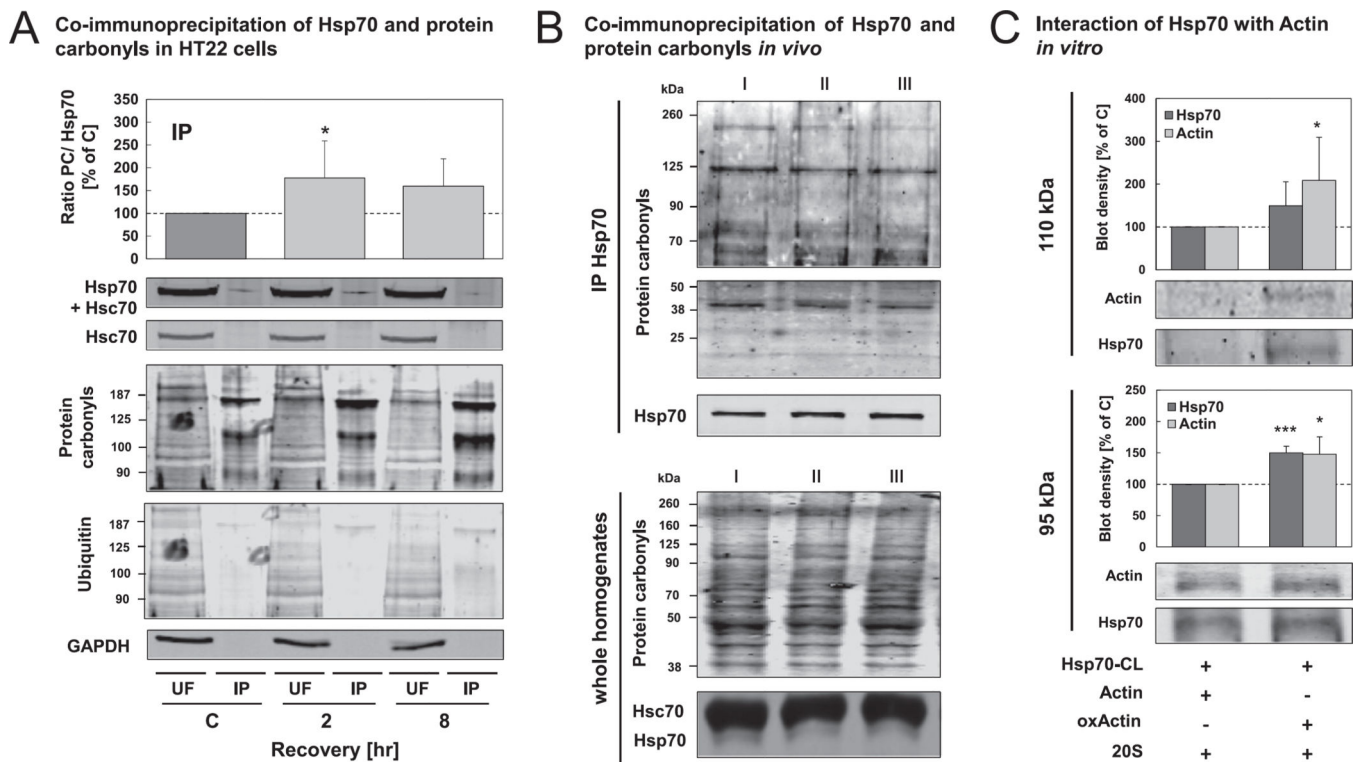 A Co-immunoprecipitation of Hsp70 and protein
carbonyls in HT22 cells
Ratio PC/ Hsp70
[% of C]
350
300
250
200
150
100
50
0
IP
*
Hsp70
+ Hsc70
Hsc70
Protein
carbonyls
187
125
100
90
Ubiquitin
187
125
100
90
GAPDH
UF IP UF IP UF IP
C 2 8
Recovery [hr]
B Co-immunoprecipitation of Hsp70 and
protein carbonyls in vivo
kDa I II III
IP Hsp70
Protein carbonyls
260
125
90
70
50
38
25
Hsp70
kDa I II III
whole homogenates
Protein carbonyls
260
160
125
90
70
50
38
Hsc70
Hsp70
C Interaction of Hsp70 with Actin
in vitro
110 kDa
Blot density [% of C]
400
300
200
100
0
Hsp70
Actin
*
Actin
Hsp70
95 kDa
Blot density [% of C]
250
200
150
100
50
0
Hsp70
Actin
*** *
Actin
Hsp70
Hsp70-CL + +
Actin + -
oxActin - +
20S + +